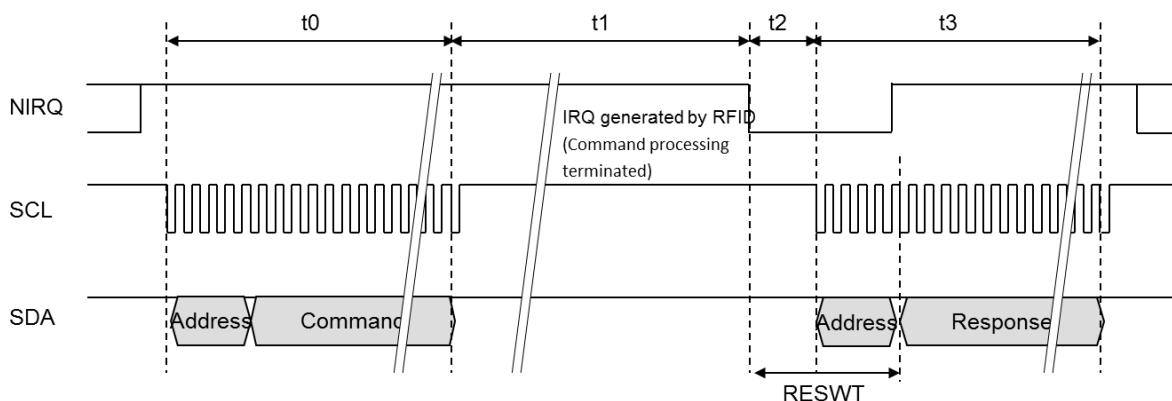 t0
t1
t2
t3
NIRQ
IRQ generated by RFID
(Command processing
terminated)
SCL
SDA
Address
Command
Address
Response
RESWT